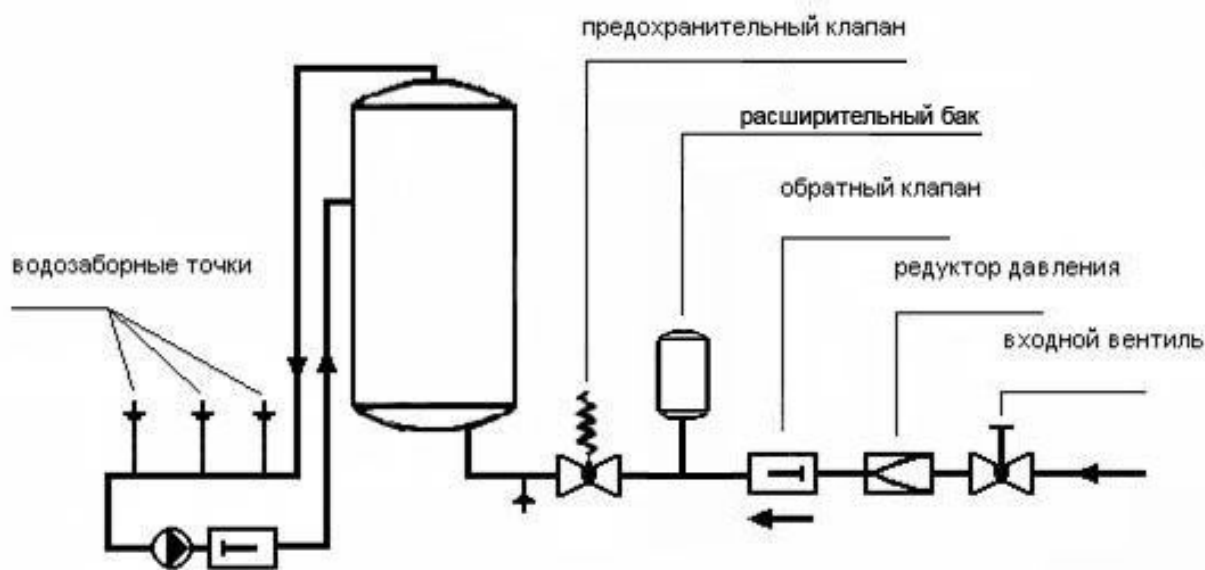 предохранительный клапан
расширительный бак
обратный клапан
водозаборные точки
редуктор давления
входной вентиль